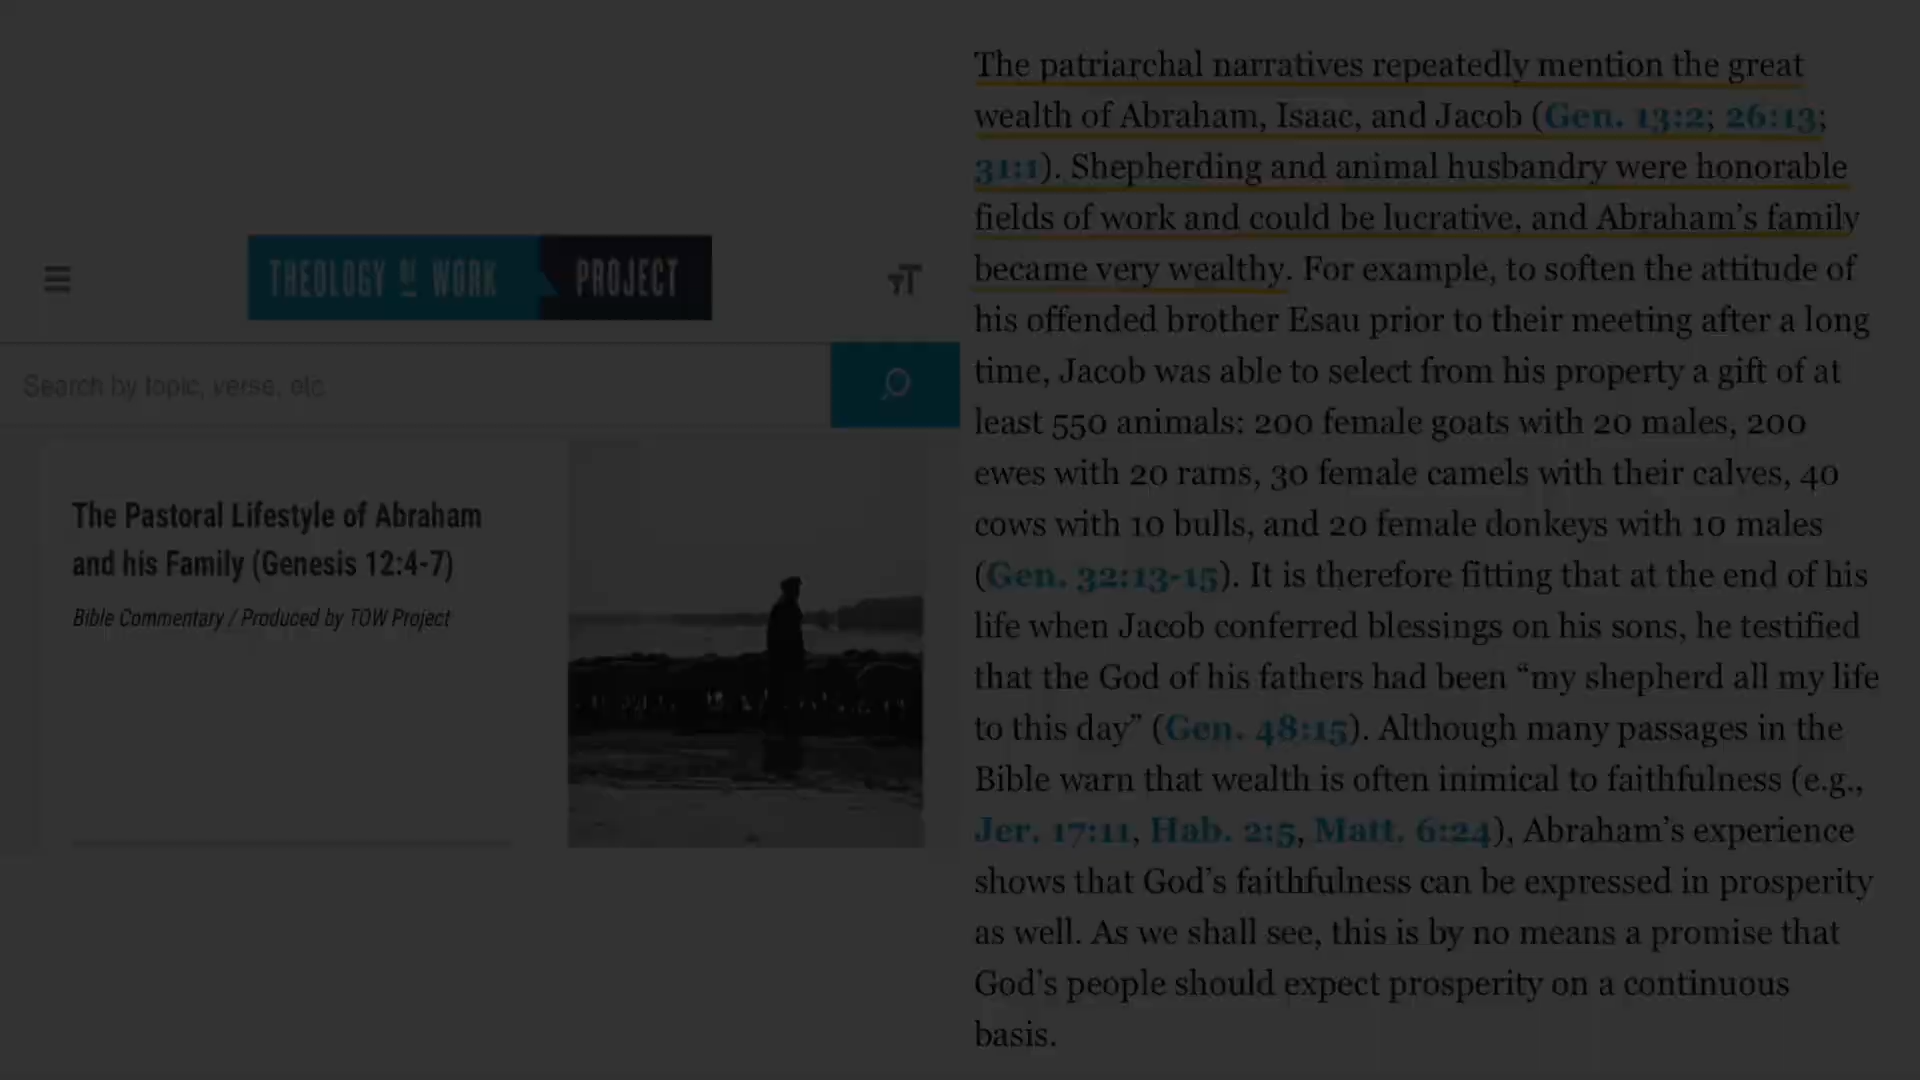 THEOLOGY OF WORK PROJECT
Search by topic, verse, etc
The Pastoral Lifestyle of Abraham
and his Family (Genesis 12:4-7)
Bible Commentary / Produced by TOW Project
The patriarchal narratives repeatedly mention the great
wealth of Abraham, Isaac, and Jacob (Gen. 13:2; 26:13;
31:1). Shepherding and animal husbandry were honorable
fields of work and could be lucrative, and Abraham’s family
became very wealthy. For example, to soften the attitude of
his offended brother Esau prior to their meeting after a long
time, Jacob was able to select from his property a gift of at
least 550 animals: 200 female goats with 20 males, 200
ewes with 20 rams, 30 female camels with their calves, 40
cows with 10 bulls, and 20 female donkeys with 10 males
(Gen. 32:13-15). It is therefore fitting that at the end of his
life when Jacob conferred blessings on his sons, he testified
that the God of his fathers had been “my shepherd all my life
to this day” (Gen. 48:15). Although many passages in the
Bible warn that wealth is often inimical to faithfulness (e.g.,
Jer. 17:11, Hab. 2:5, Matt. 6:24), Abraham’s experience
shows that God’s faithfulness can be expressed in prosperity
as well. As we shall see, this is by no means a promise that
God’s people should expect prosperity on a continuous
basis.